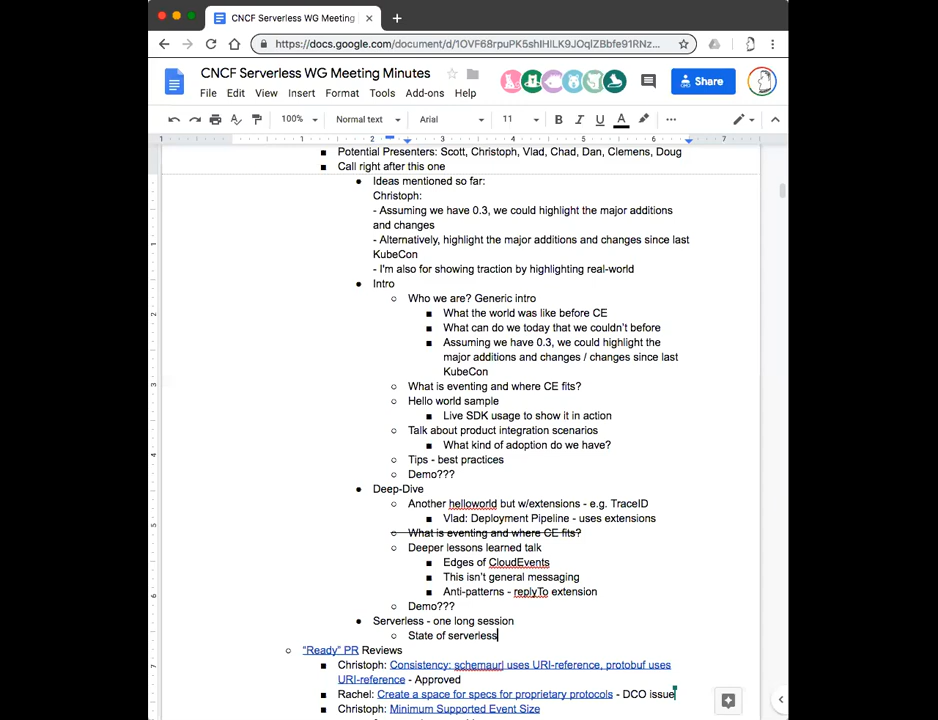 CNCF Serverless WG Meeting
https://docs.google.com/document/d/1OVF68rpuPK5shIHlLK9JOqlZBbfe91RNz...
CNCF Serverless WG Meeting Minutes
File Edit View Insert Format Tools Add-ons Help
Share
100% Normal text Arial 11 B I U A
1 1 2 3 4 5 6 7
■ Potential Presenters: Scott, Christoph, Vlad, Chad, Dan, Clemens, Doug
■ Call right after this one
● Ideas mentioned so far:
Christoph:
- Assuming we have 0.3, we could highlight the major additions
and changes
- Alternatively, highlight the major additions and changes since last
KubeCon
- I'm also for showing traction by highlighting real-world
● Intro
○ Who we are? Generic intro
■ What the world was like before CE
■ What can do we today that we couldn't before
■ Assuming we have 0.3, we could highlight the
major additions and changes / changes since last
KubeCon
○ What is eventing and where CE fits?
○ Hello world sample
■ Live SDK usage to show it in action
○ Talk about product integration scenarios
■ What kind of adoption do we have?
○ Tips - best practices
○ Demo???
● Deep-Dive
○ Another helloworld but w/extensions - e.g. TraceID
■ Vlad: Deployment Pipeline - uses extensions
○ What is eventing and where CE fits?
○ Deeper lessons learned talk
■ Edges of CloudEvents
■ This isn't general messaging
■ Anti-patterns - replyTo extension
○ Demo???
● Serverless - one long session
○ State of serverless
○ "Ready" PR Reviews
■ Christoph: Consistency: schemaurl uses URI-reference, protobuf uses
URI-reference - Approved
■ Rachel: Create a space for specs for proprietary protocols - DCO issue
■ Christoph: Minimum Supported Event Size